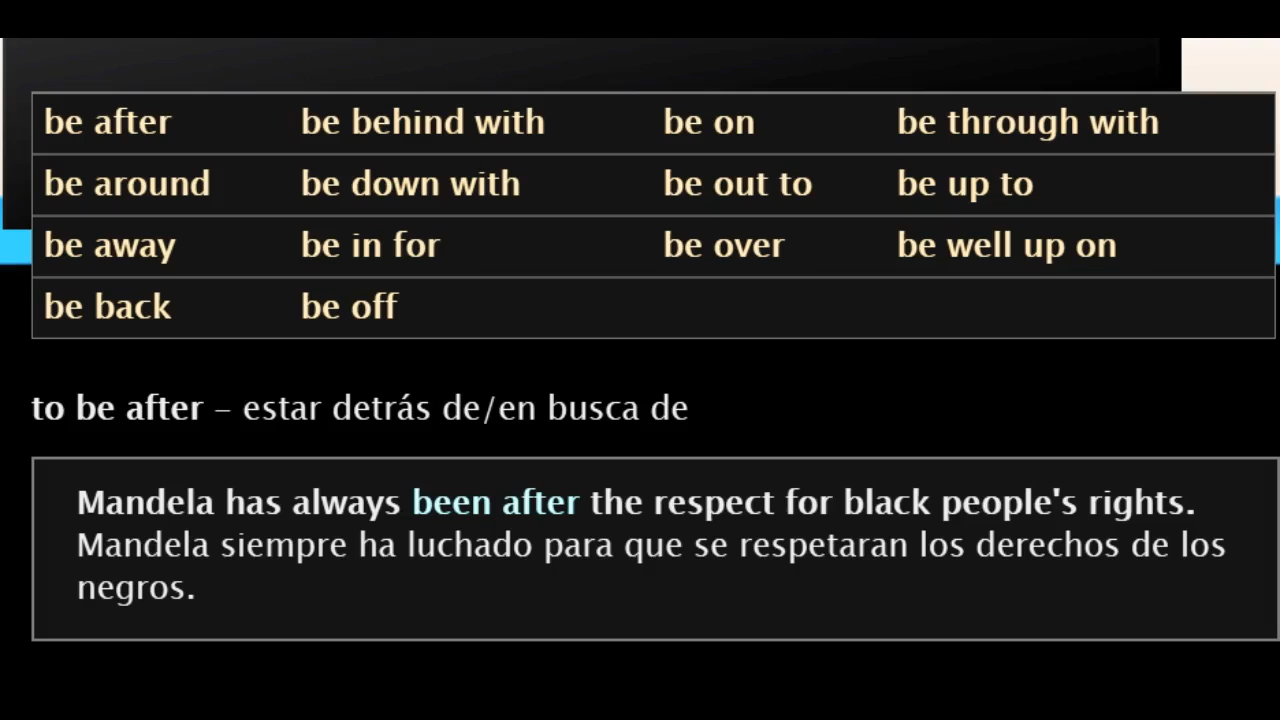 be after be behind with be on be through with
be around be down with be out to be up to
be away be in for be over be well up on
be back be off
to be after – estar detrás de/en busca de
Mandela has always been after the respect for black people's rights.
Mandela siempre ha luchado para que se respetaran los derechos de los
negros.